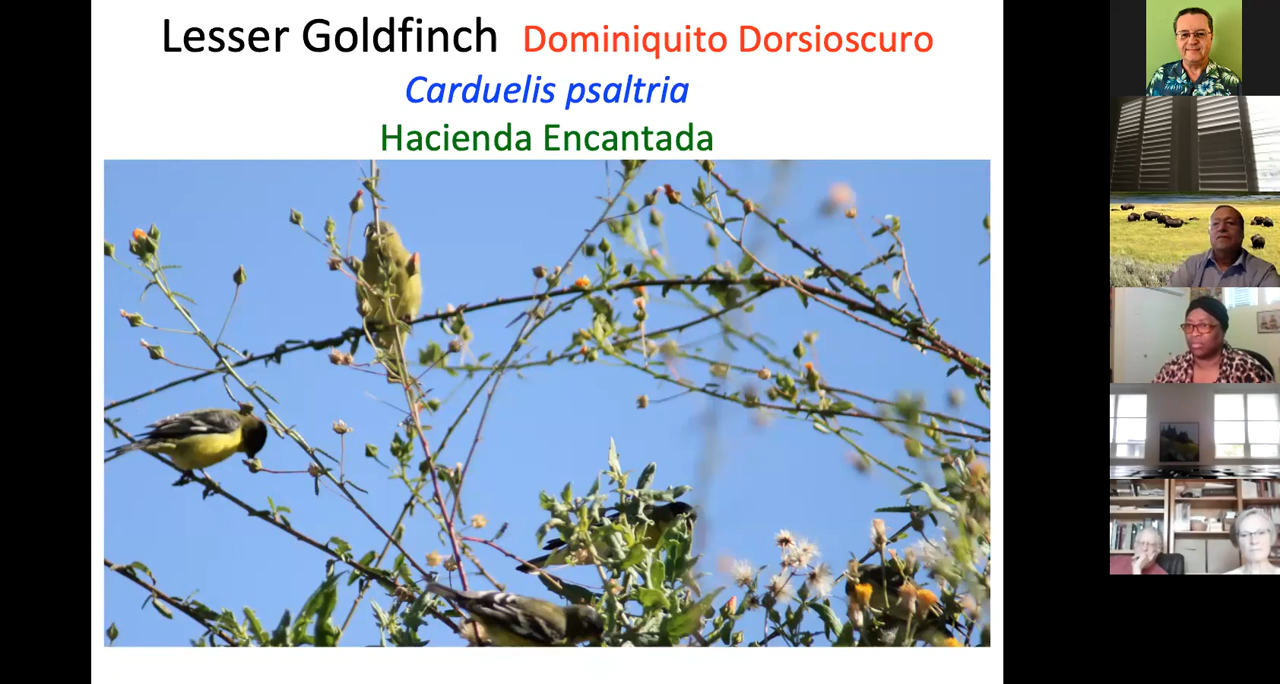 Lesser Goldfinch Dominiquito Dorsioscuro
Carduelis psaltria
Hacienda Encantada